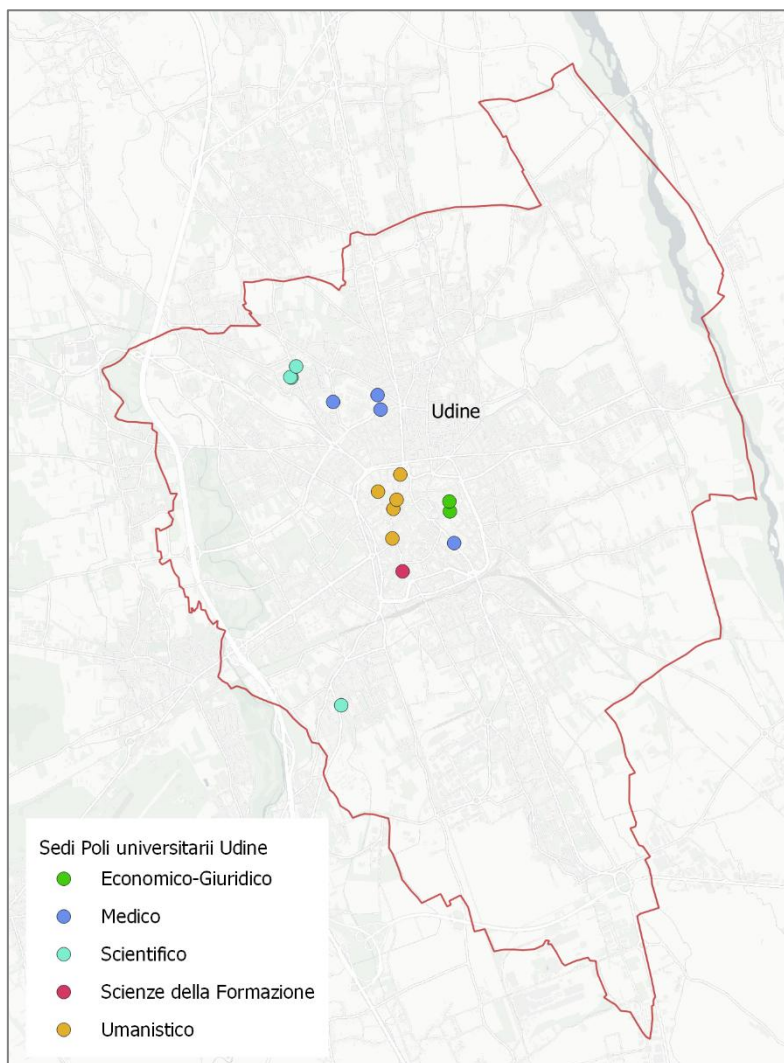 Udine
Sedi Poli universitarii Udine
Economico-Giuridico
Medico
Scientifico
Scienze della Formazione
Umanistico